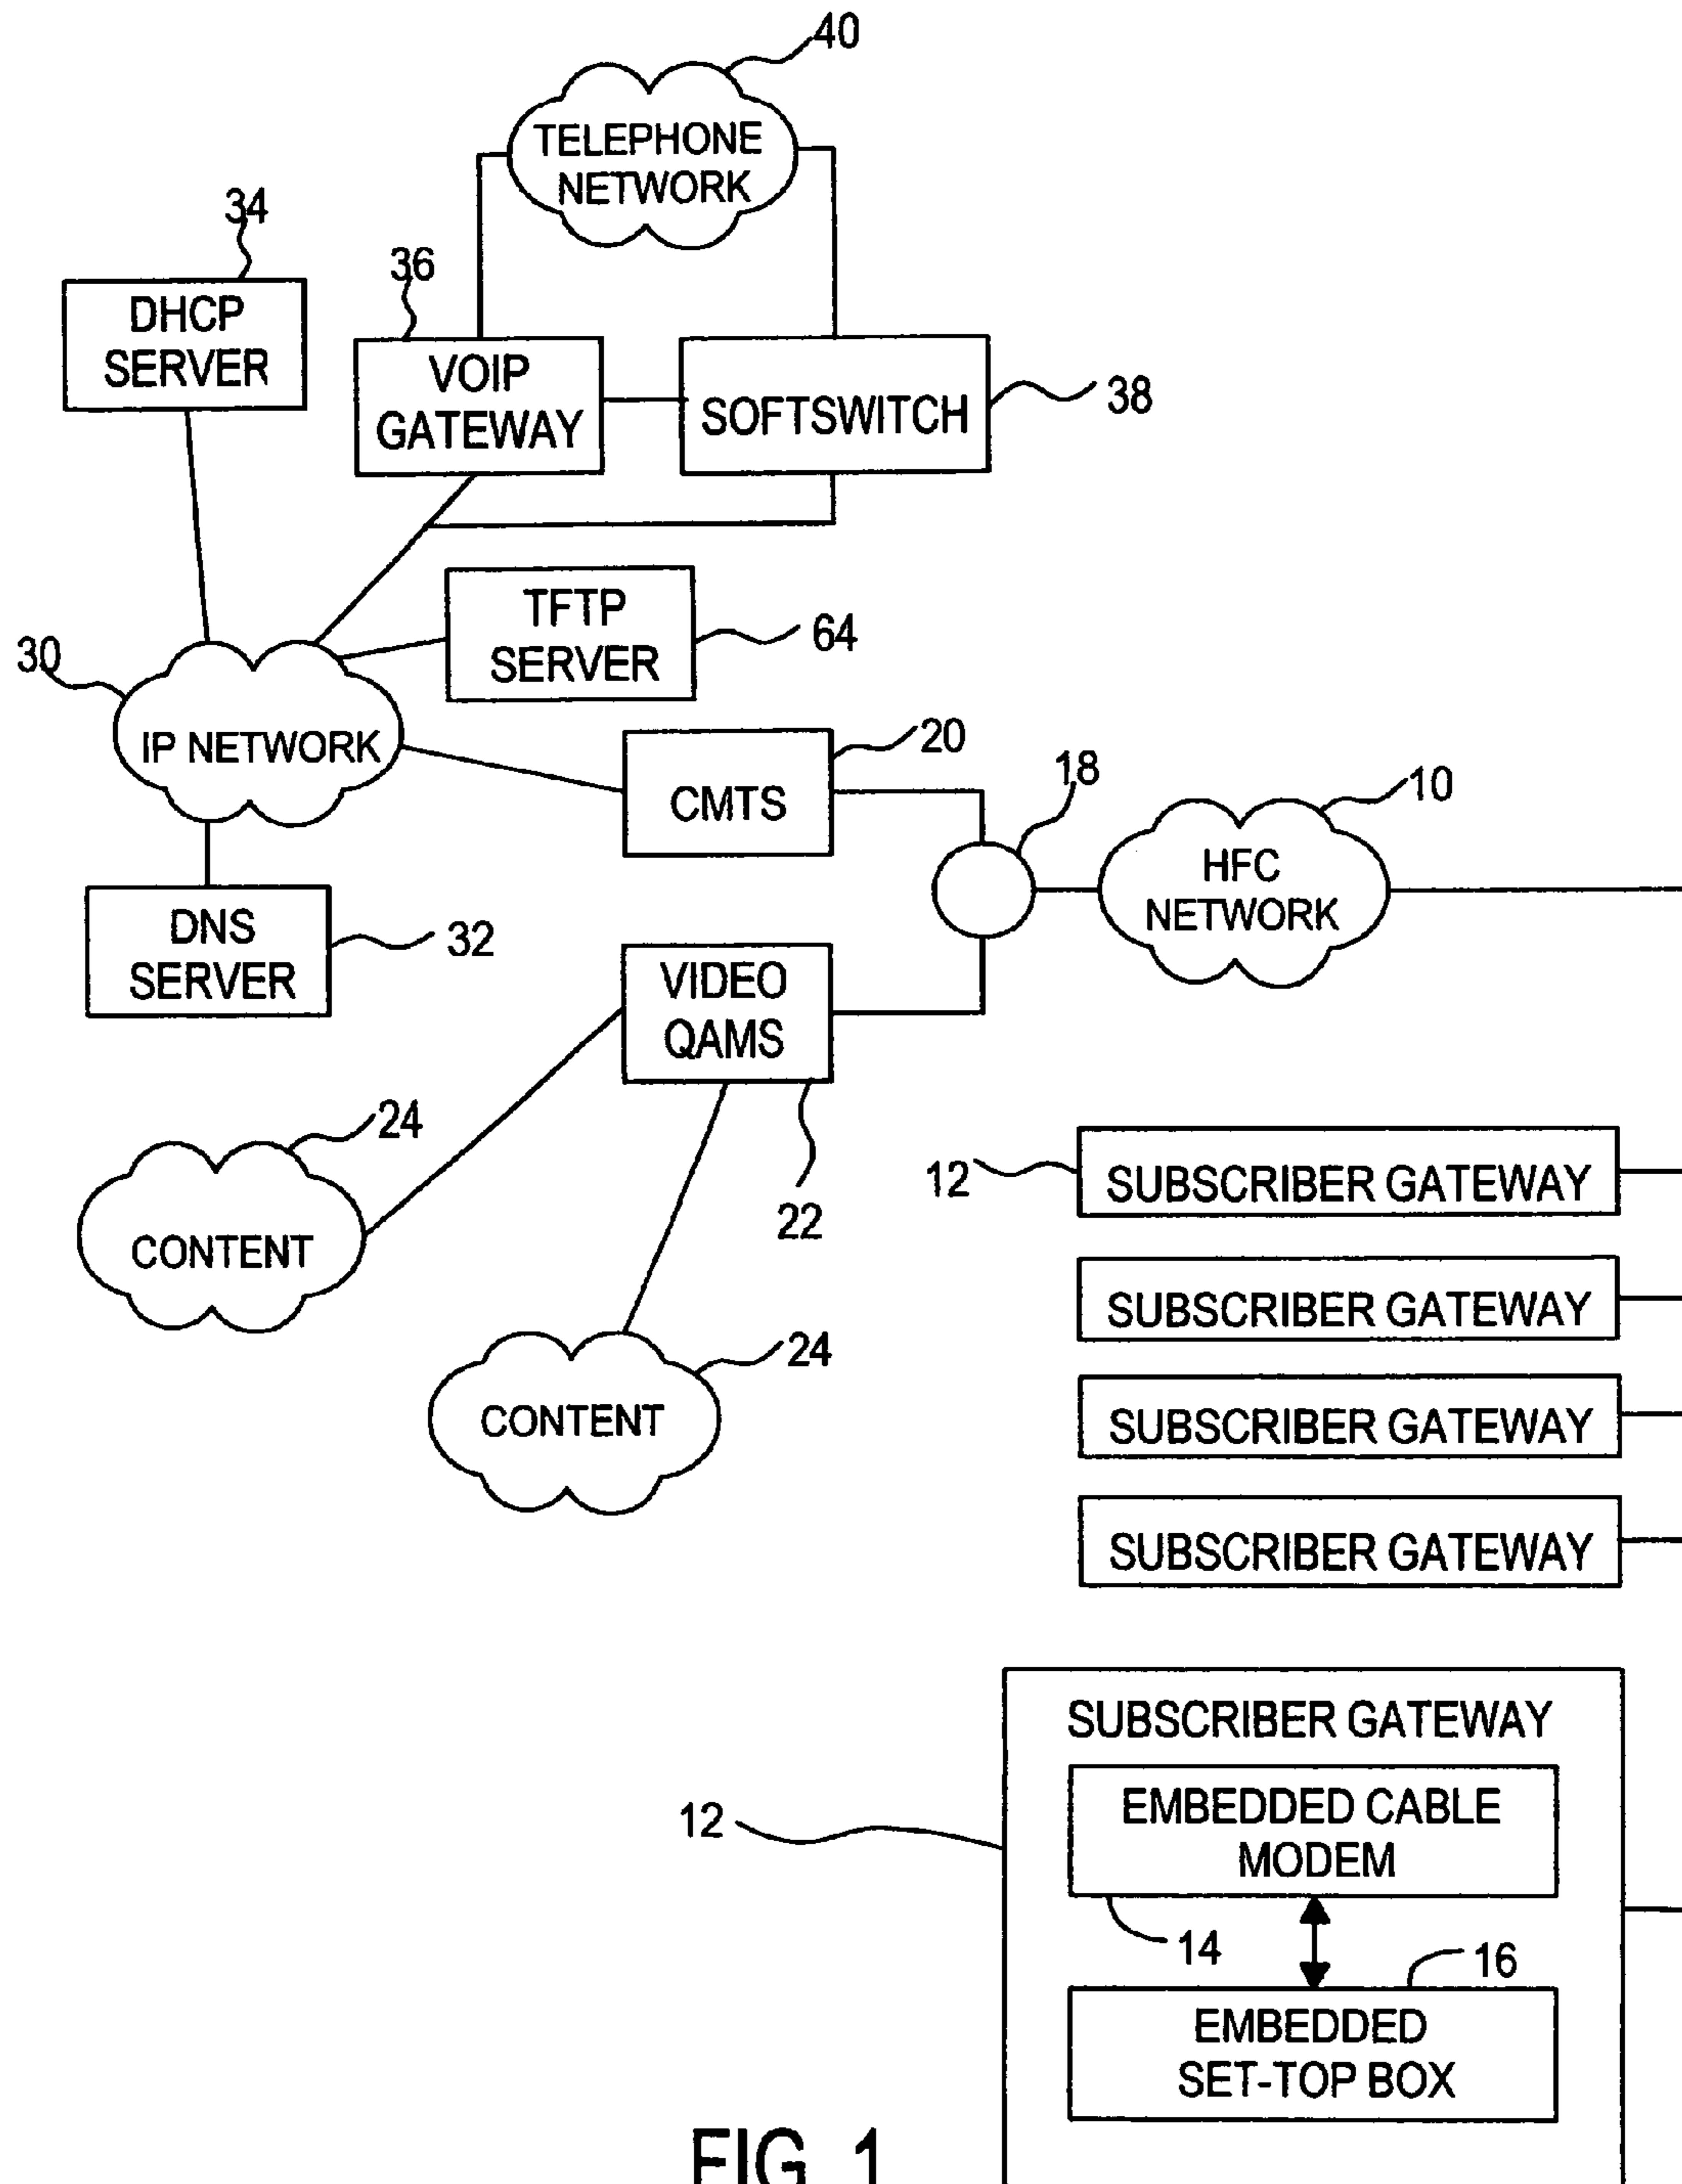 40
TELEPHONE
NETWORK
34
36
DHCP
SERVER
VOIP
GATEWAY
SOFTSWITCH
38
TFTP
SERVER
64
30
IP NETWORK
20
CMTS
18
10
HFC
NETWORK
DNS
SERVER
32
VIDEO
QAMS
22
24
CONTENT
24
CONTENT
12
SUBSCRIBER GATEWAY
SUBSCRIBER GATEWAY
SUBSCRIBER GATEWAY
SUBSCRIBER GATEWAY
SUBSCRIBER GATEWAY
12
EMBEDDED CABLE
MODEM
14
16
EMBEDDED
SET-TOP BOX
FIG. 1